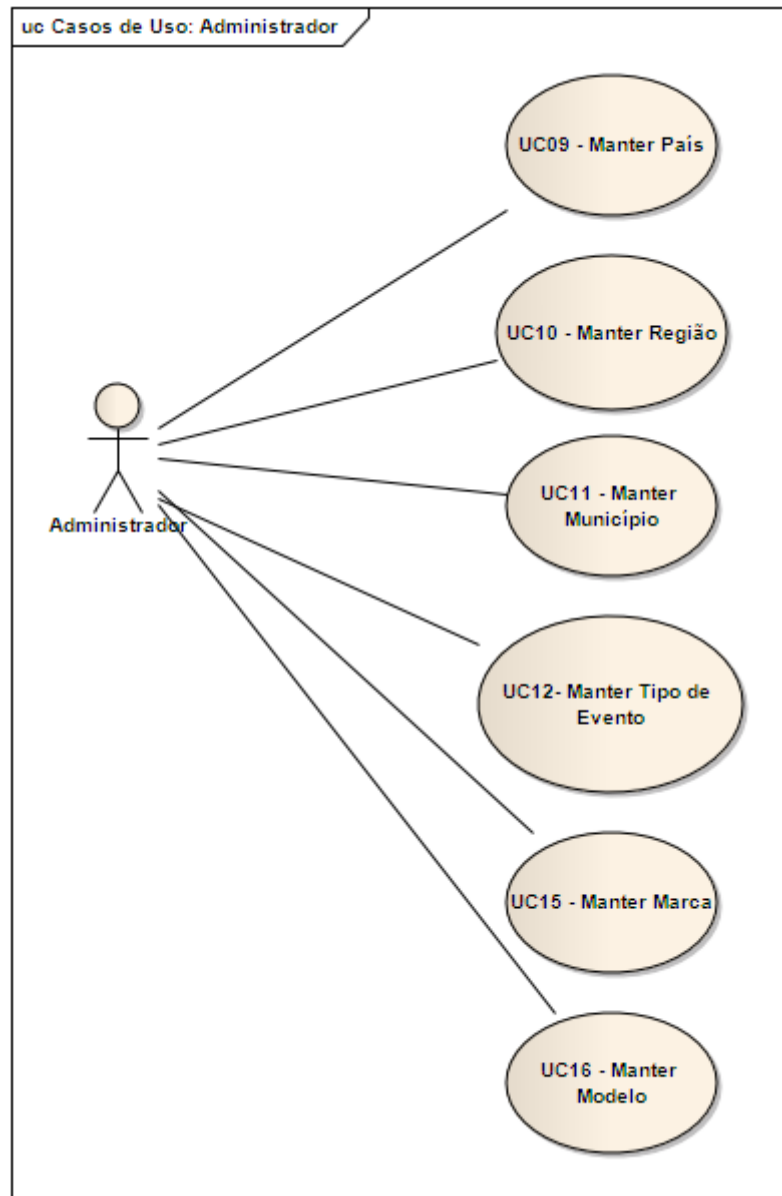 uc Casos de Uso: Administrador
UC09 - Manter País
UC10 - Manter Região
Administrador
UC11 - Manter
Município
UC12- Manter Tipo de
Evento
UC15 - Manter Marca
UC16 - Manter
Modelo